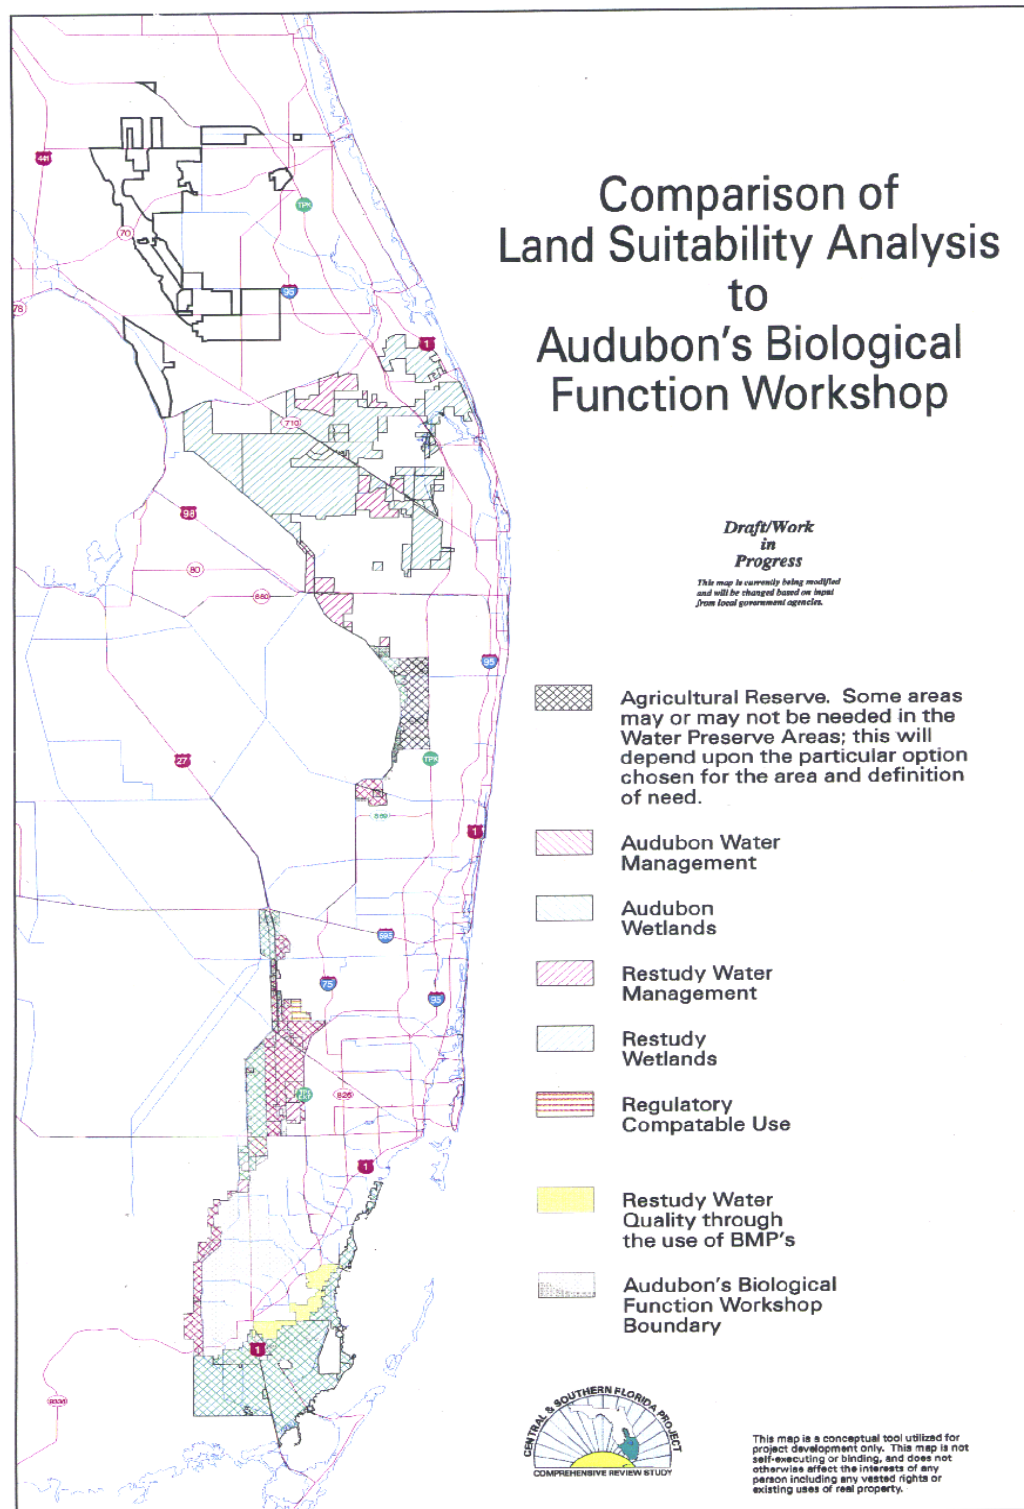 Comparison of
Land Suitability Analysis
to
Audubon's Biological
Function Workshop
Draft/Work
in
Progress
This map is currently being modified
and will be changed based on input
from local government agencies.
Agricultural Reserve. Some areas
may or may not be needed in the
Water Preserve Areas; this will
depend upon the particular option
chosen for the area and definition
of need.
Audubon Water
Management
Audubon
Wetlands
Restudy Water
Management
Restudy
Wetlands
Regulatory
Compatable Use
Restudy Water
Quality through
the use of BMP's
Audubon's Biological
Function Workshop
Boundary
CENTRAL & SOUTHERN FLORIDA PROJECT
COMPREHENSIVE REVIEW STUDY
This map is a conceptual tool utilized for
project development only. This map is not
self-executing or binding, and does not
otherwise affect the interests of any
person including any vested rights or
existing uses of real property.
441
TPK
70
95
78
1
710
98
80
880
95
27
TPK
1
595
75
95
826
1
1